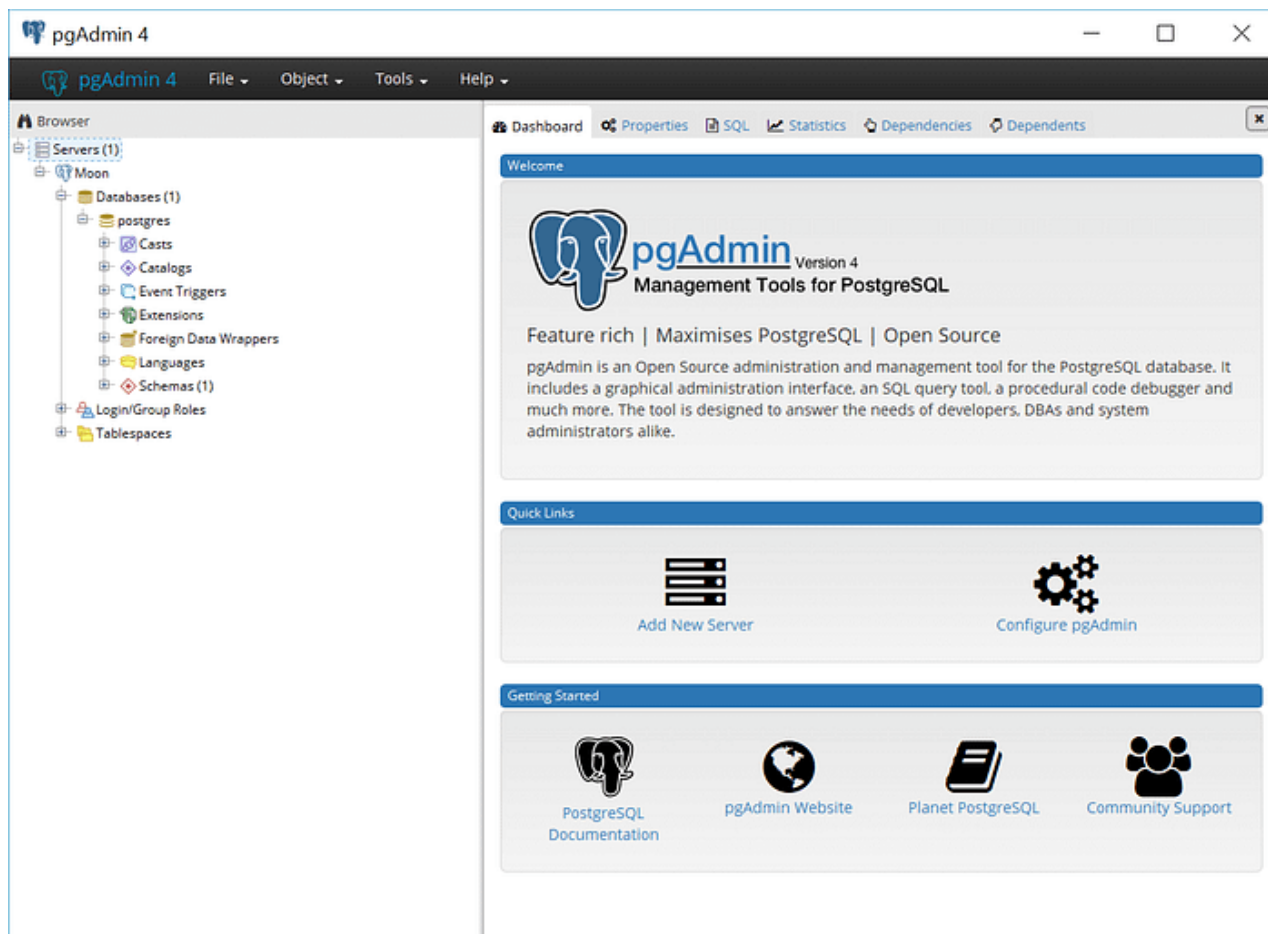 pgAdmin 4
pgAdmin 4 File Object Tools Help
Browser
Servers (1)
Moon
Databases (1)
postgres
Casts
Catalogs
Event Triggers
Extensions
Foreign Data Wrappers
Languages
Schemas (1)
Login/Group Roles
Tablespaces
Dashboard Properties SQL Statistics Dependencies Dependents
Welcome
pgAdmin Version 4
Management Tools for PostgreSQL
Feature rich | Maximises PostgreSQL | Open Source
pgAdmin is an Open Source administration and management tool for the PostgreSQL database. It
includes a graphical administration interface, an SQL query tool, a procedural code debugger and
much more. The tool is designed to answer the needs of developers, DBAs and system
administrators alike.
Quick Links
Add New Server
Configure pgAdmin
Getting Started
PostgreSQL
Documentation
pgAdmin Website
Planet PostgreSQL
Community Support